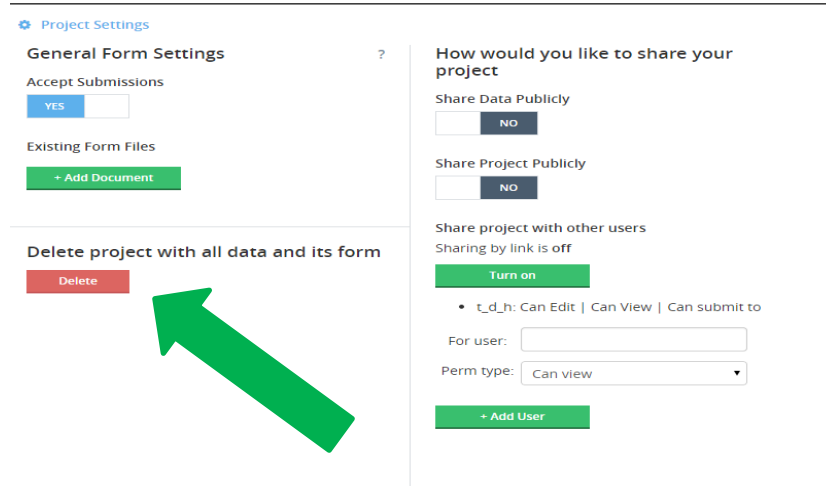 Project Settings
General Form Settings
?
Accept Submissions
YES
Existing Form Files
+ Add Document
Delete project with all data and its form
Delete
How would you like to share your
project
Share Data Publicly
NO
Share Project Publicly
NO
Share project with other users
Sharing by link is off
Turn on
• t_d_h: Can Edit | Can View | Can submit to
For user:
Perm type:
Can view
+ Add User